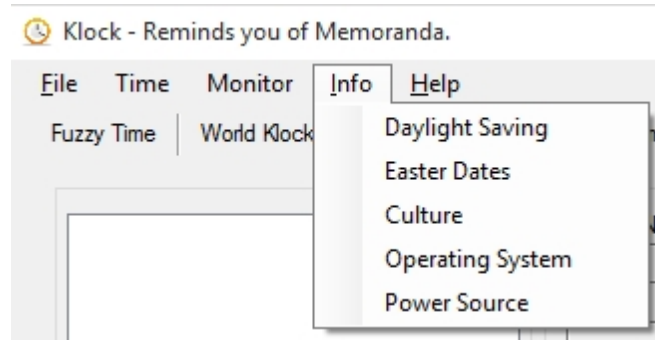 Klock - Reminds you of Memoranda.
File Time Monitor Info Help
Fuzzy Time World Klock
Daylight Saving
Easter Dates
Culture
Operating System
Power Source